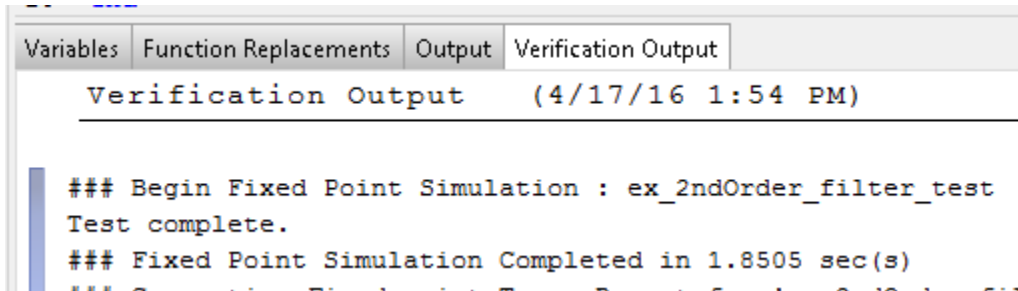 Variables Function Replacements Output Verification Output
Verification Output (4/17/16 1:54 PM)
### Begin Fixed Point Simulation : ex_2ndOrder_filter_test
Test complete.
### Fixed Point Simulation Completed in 1.8505 sec(s)